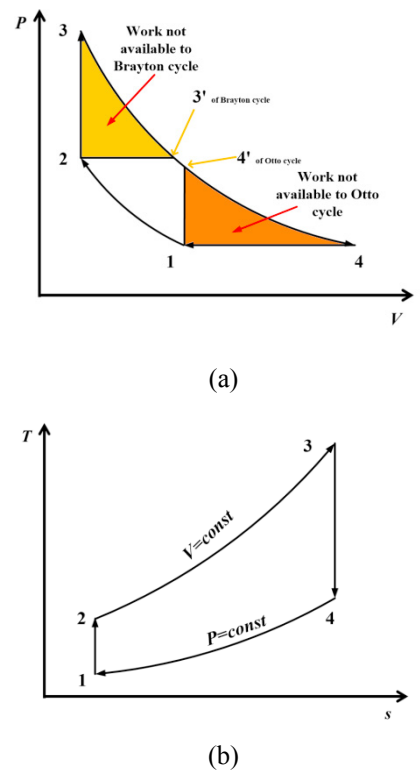 P
3
Work not
available to
Brayton cycle
3' of Brayton cycle
2
4' of Otto cycle
Work not
available to Otto
cycle
1
4
V
(a)
T
3
V=const
2
4
P=const
1
s
(b)